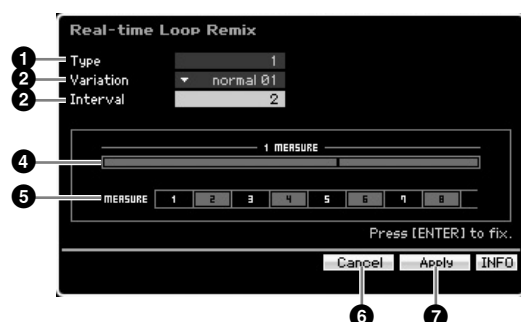 Real-time Loop Remix
1 Type 1
2 Variation normal 01
2 Interval 2
1 MEASURE
4
5 MEASURE 1 2 3 4 5 6 7 8
Press [ENTER] to fix.
Cancel Apply INFO
6 7